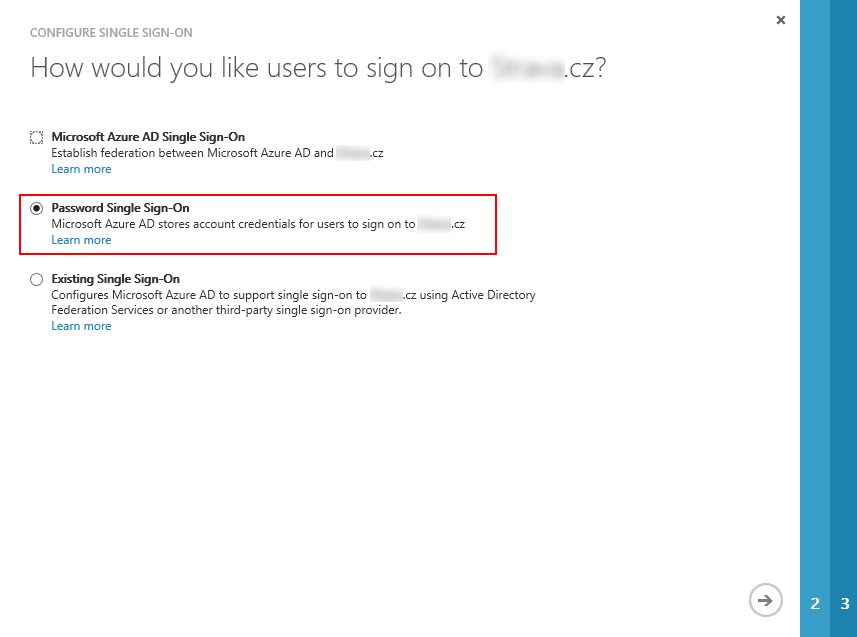 CONFIGURE SINGLE SIGN-ON
How would you like users to sign on to .cz?
Microsoft Azure AD Single Sign-On
Establish federation between Microsoft Azure AD and .cz
Learn more
Password Single Sign-On
Microsoft Azure AD stores account credentials for users to sign on to .cz
Learn more
Existing Single Sign-On
Configures Microsoft Azure AD to support single sign-on to .cz using Active Directory
Federation Services or another third-party single sign-on provider.
Learn more
2 3